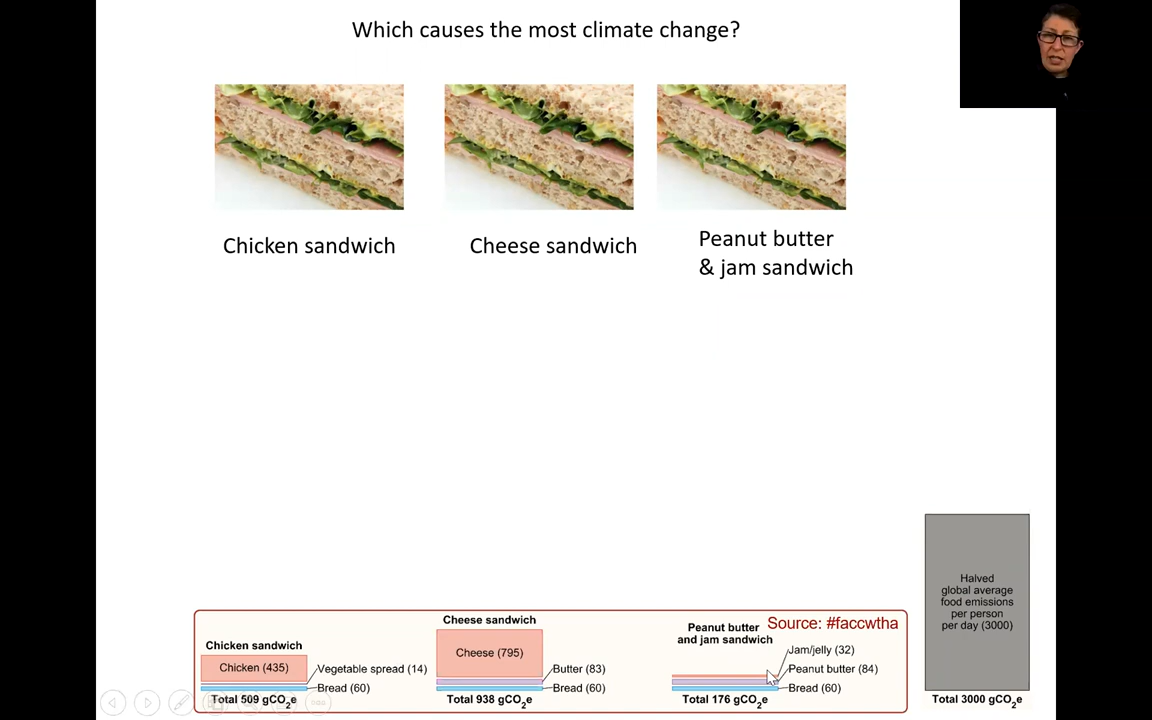 Which causes the most climate change?
Chicken sandwich
Cheese sandwich
Peanut butter
& jam sandwich
Chicken sandwich
Chicken (435)
Vegetable spread (14)
Bread (60)
Total 509 gCO2e
Cheese sandwich
Cheese (795)
Butter (83)
Bread (60)
Total 938 gCO2e
Source: #faccwtha
Peanut butter
and jam sandwich
Jam/jelly (32)
Peanut butter (84)
Bread (60)
Total 176 gCO2e
Halved
global average
food emissions
per person
per day (3000)
Total 3000 gCO2e